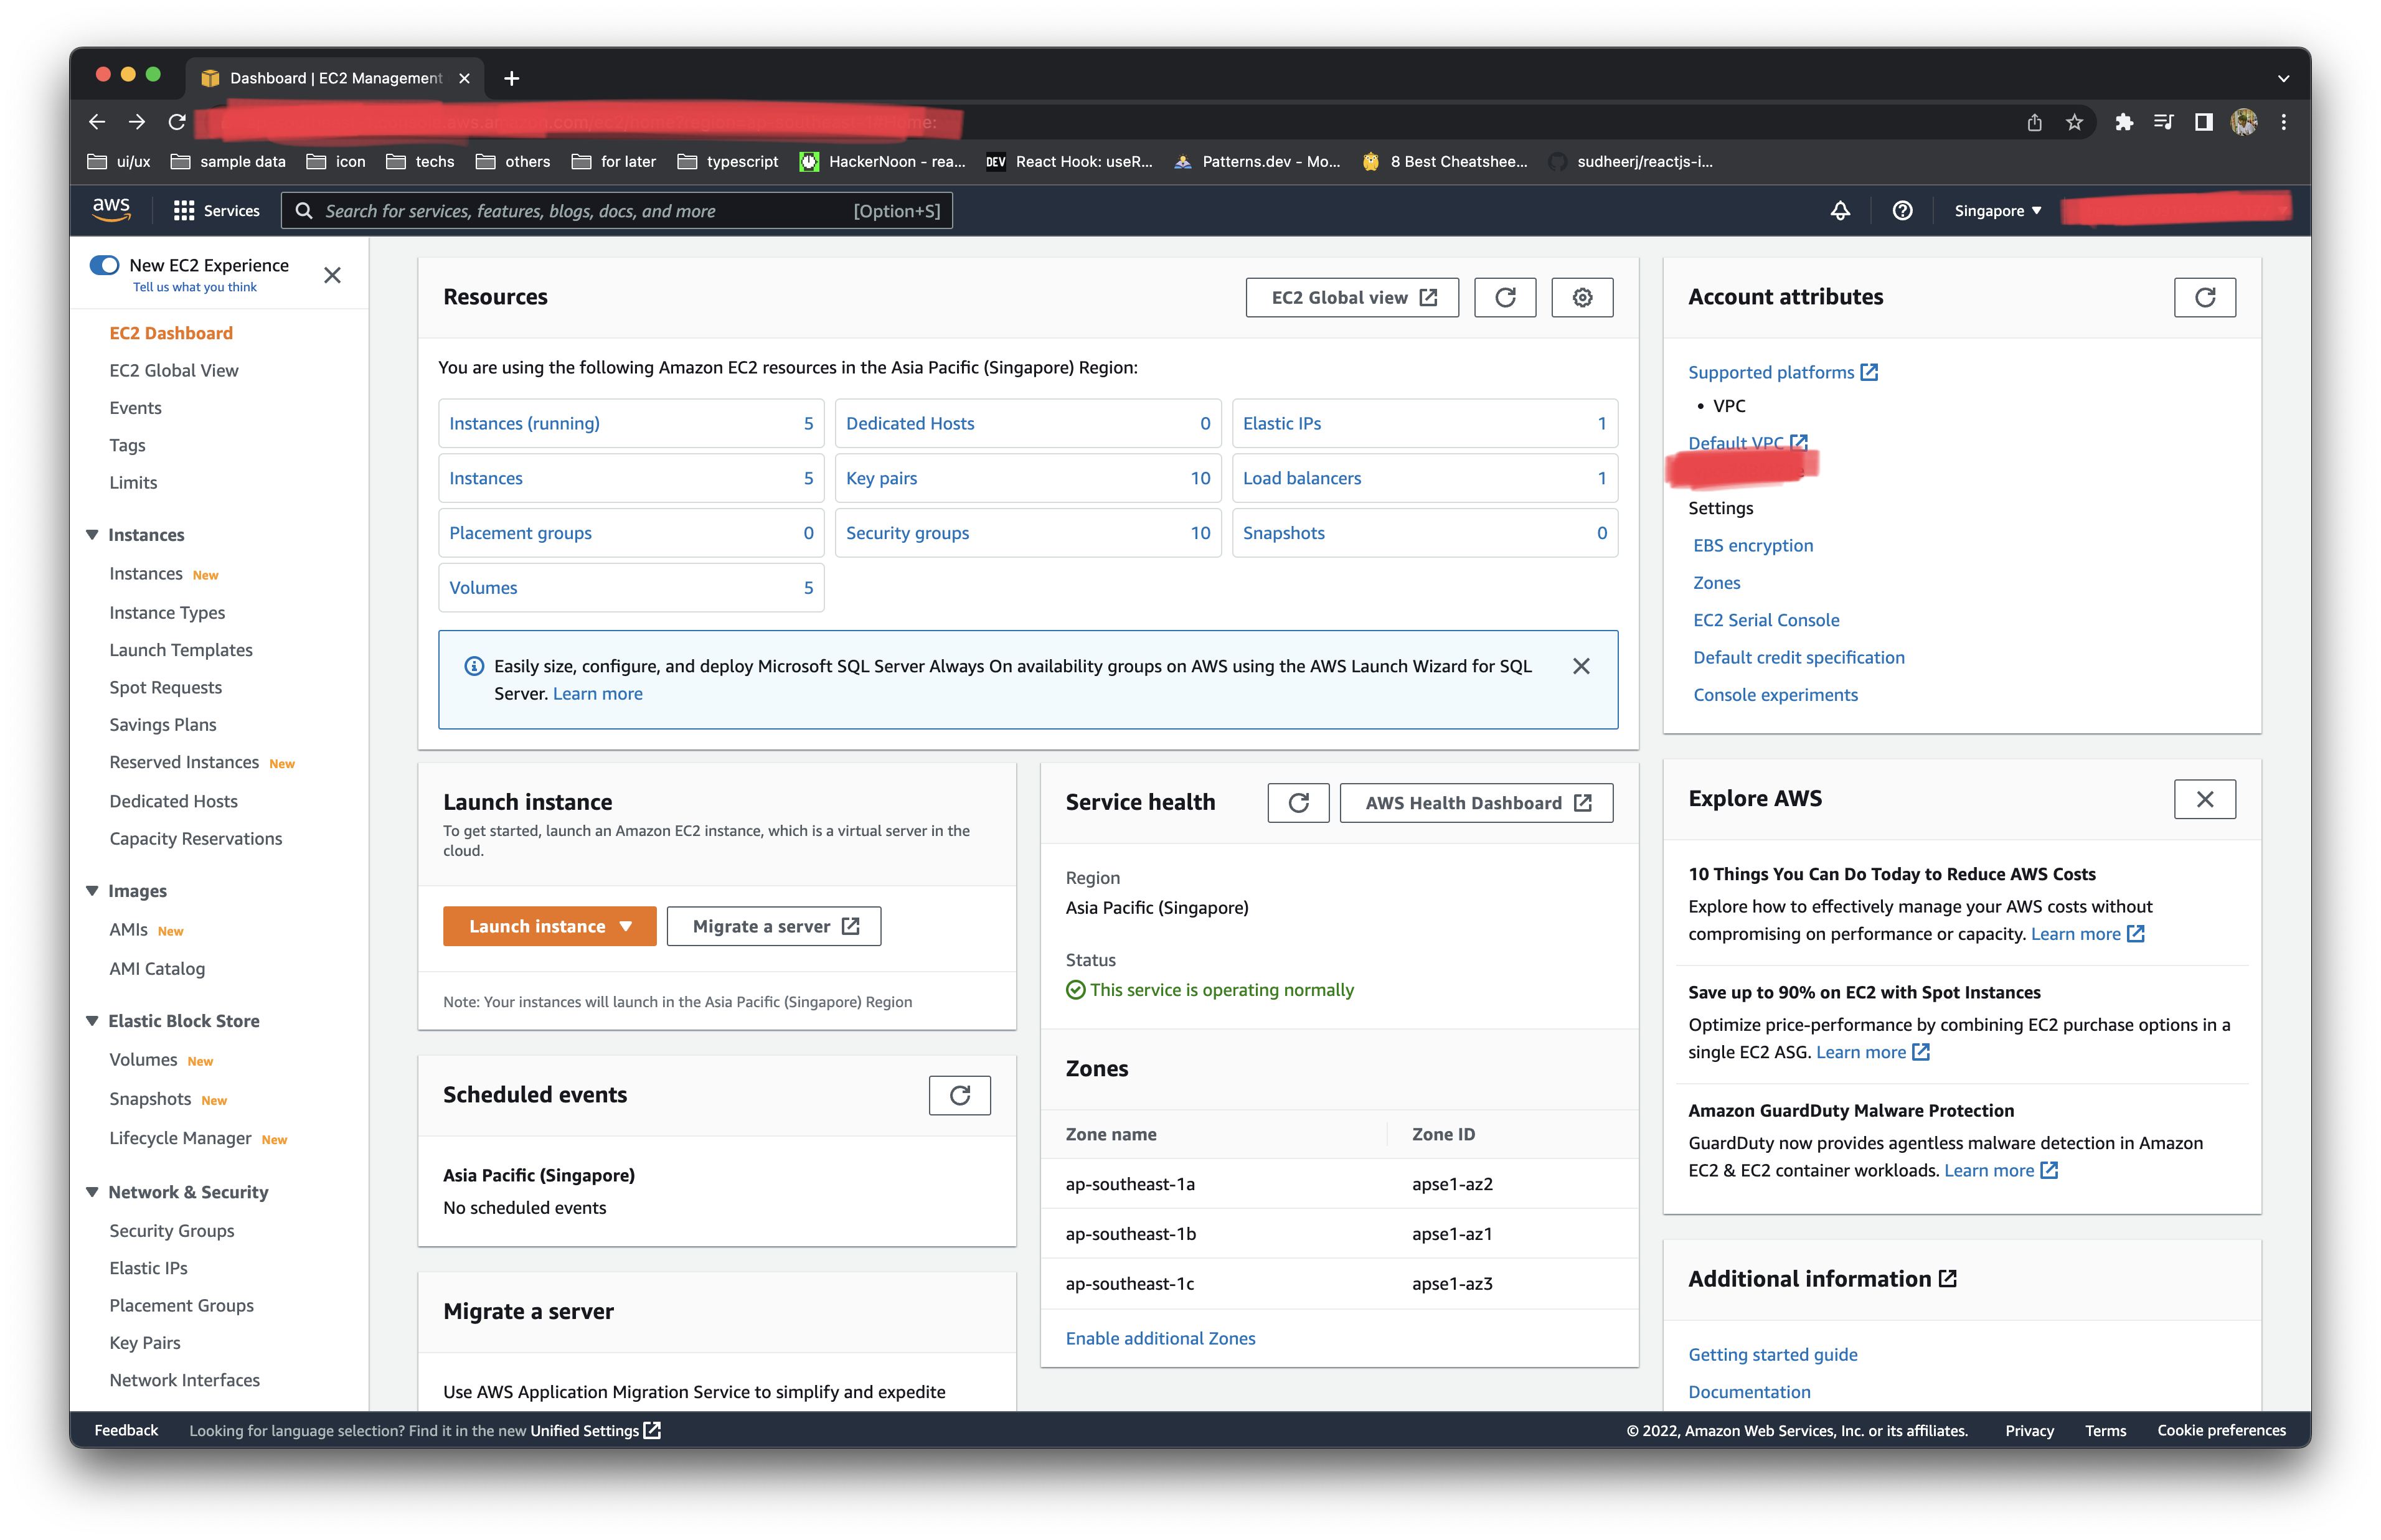 Dashboard | EC2 Management
ui/ux
sample data
icon
techs
others
for later
typescript
HackerNoon - rea...
DEV
React Hook: useR...
Patterns.dev - Mo...
8 Best Cheatshee...
sudheerj/reactjs-i...
aws
Services
Search for services, features, blogs, docs, and more
[Option+S]
Singapore
New EC2 Experience
Tell us what you think
EC2 Dashboard
EC2 Global View
Events
Tags
Limits
Instances
Instances New
Instance Types
Launch Templates
Spot Requests
Savings Plans
Reserved Instances New
Dedicated Hosts
Capacity Reservations
Images
AMIs New
AMI Catalog
Elastic Block Store
Volumes New
Snapshots New
Lifecycle Manager New
Network & Security
Security Groups
Elastic IPs
Placement Groups
Key Pairs
Network Interfaces
Resources
EC2 Global view
You are using the following Amazon EC2 resources in the Asia Pacific (Singapore) Region:
Instances (running) 5
Dedicated Hosts 0
Elastic IPs 1
Instances 5
Key pairs 10
Load balancers 1
Placement groups 0
Security groups 10
Snapshots 0
Volumes 5
Easily size, configure, and deploy Microsoft SQL Server Always On availability groups on AWS using the AWS Launch Wizard for SQL
Server. Learn more
Launch instance
To get started, launch an Amazon EC2 instance, which is a virtual server in the
cloud.
Launch instance
Migrate a server
Note: Your instances will launch in the Asia Pacific (Singapore) Region
Scheduled events
Asia Pacific (Singapore)
No scheduled events
Migrate a server
Use AWS Application Migration Service to simplify and expedite
Service health
AWS Health Dashboard
Region
Asia Pacific (Singapore)
Status
This service is operating normally
Zones
Zone name Zone ID
ap-southeast-1a apse1-az2
ap-southeast-1b apse1-az1
ap-southeast-1c apse1-az3
Enable additional Zones
Account attributes
Supported platforms
• VPC
Default VPC
Settings
EBS encryption
Zones
EC2 Serial Console
Default credit specification
Console experiments
Explore AWS
10 Things You Can Do Today to Reduce AWS Costs
Explore how to effectively manage your AWS costs without
compromising on performance or capacity. Learn more
Save up to 90% on EC2 with Spot Instances
Optimize price-performance by combining EC2 purchase options in a
single EC2 ASG. Learn more
Amazon GuardDuty Malware Protection
GuardDuty now provides agentless malware detection in Amazon
EC2 & EC2 container workloads. Learn more
Additional information
Getting started guide
Documentation
Feedback
Looking for language selection? Find it in the new Unified Settings
© 2022, Amazon Web Services, Inc. or its affiliates.
Privacy
Terms
Cookie preferences